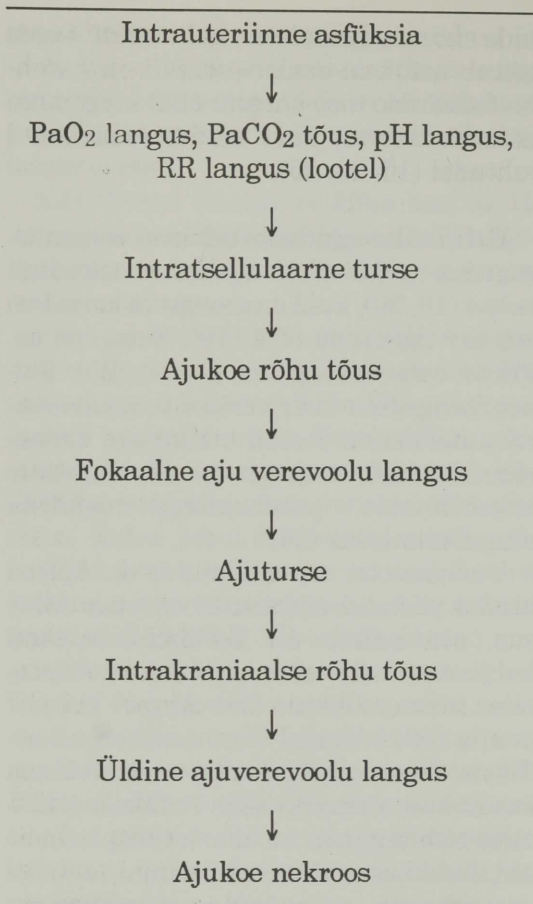 Intrauteriinne asfüksia
↓
PaO2 langus, PaCO2 tõus, pH langus,
RR langus (lootel)
↓
Intratsellulaarne turse
↓
Ajukoe rõhu tõus
↓
Fokaalne aju verevoolu langus
↓
Ajuturse
↓
Intrakraniaalse rõhu tõus
↓
Üldine ajuverevoolu langus
↓
Ajukoe nekroos